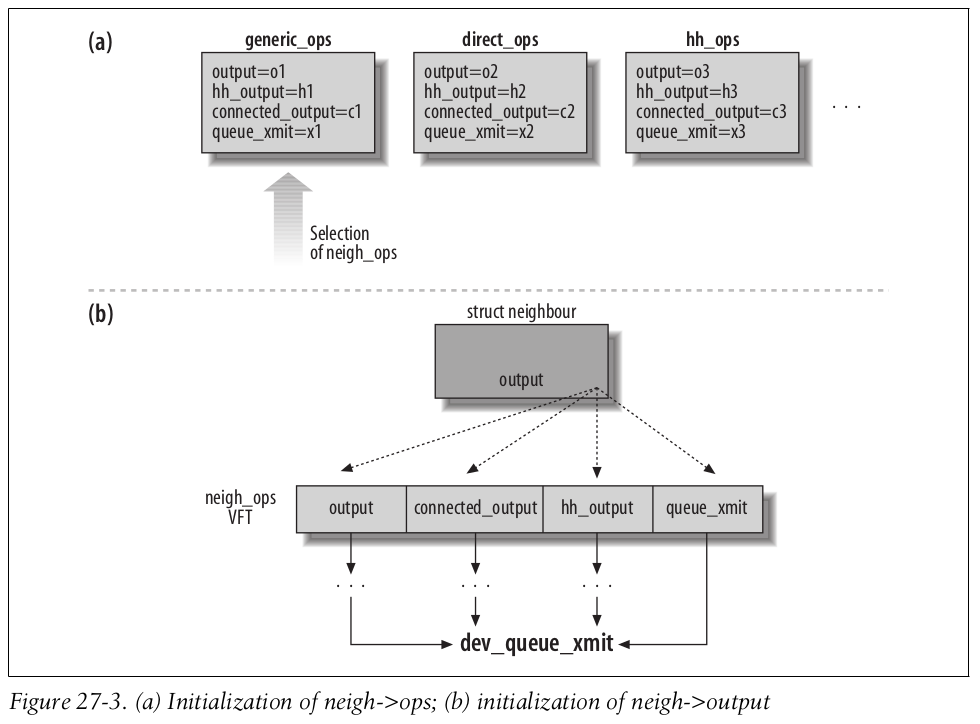 (a)
generic_ops
direct_ops
hh_ops
output=o1
hh_output=h1
connected_output=c1
queue_xmit=x1
output=o2
hh_output=h2
connected_output=c2
queue_xmit=x2
output=o3
hh_output=h3
connected_output=c3
queue_xmit=x3
. . .
Selection
of neigh_ops
(b)
struct neighbour
output
neigh_ops
VFT
output
connected_output
hh_output
queue_xmit
. . .
. . .
. . .
dev_queue_xmit
Figure 27-3. (a) Initialization of neigh->ops; (b) initialization of neigh->output